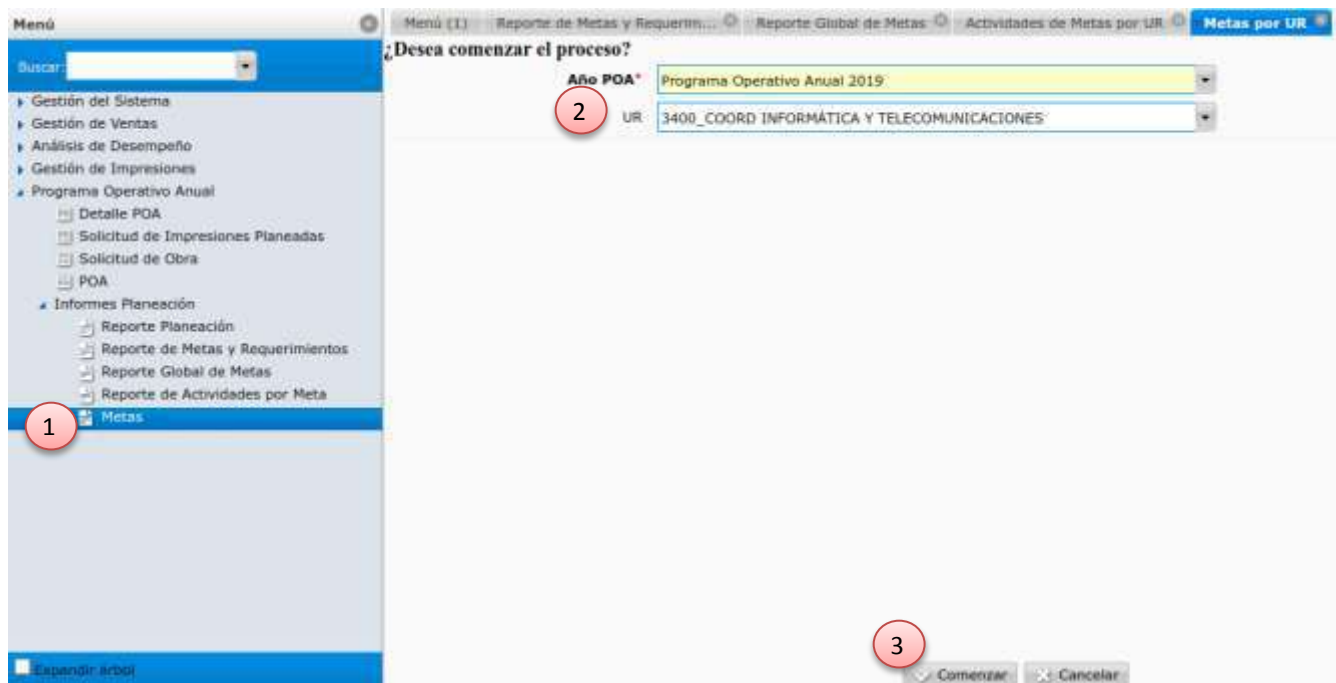 Menú
Buscar:
Gestión del Sistema
Gestión de Ventas
Análisis de Desempeño
Gestión de Impresiones
Programa Operativo Anual
Detalle POA
Solicitud de Impresiones Planeadas
Solicitud de Obra
POA
Informes Planeación
Reporte Planeación
Reporte de Metas y Requerimientos
Reporte Global de Metas
Reporte de Actividades por Meta
1 Metas
Expandir árbol
Menú (1) Reporte de Metas y Requerim... Reporte Global de Metas Actividades de Metas por UR Metas por UR
¿Desea comenzar el proceso?
Año POA* Programa Operativo Anual 2019
2 UR 3400_COORD INFORMÁTICA Y TELECOMUNICACIONES
3
Comenzar Cancelar